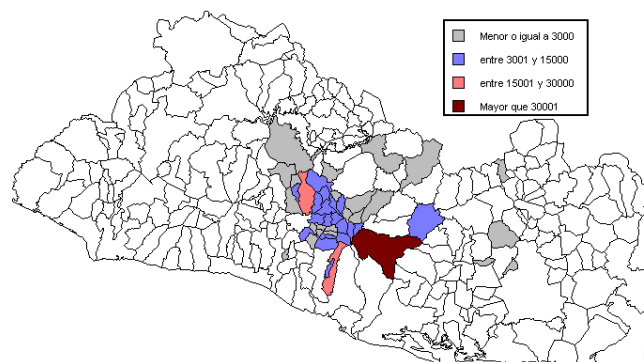 Menor o igual a 3000
entre 3001 y 15000
entre 15001 y 30000
Mayor que 30001